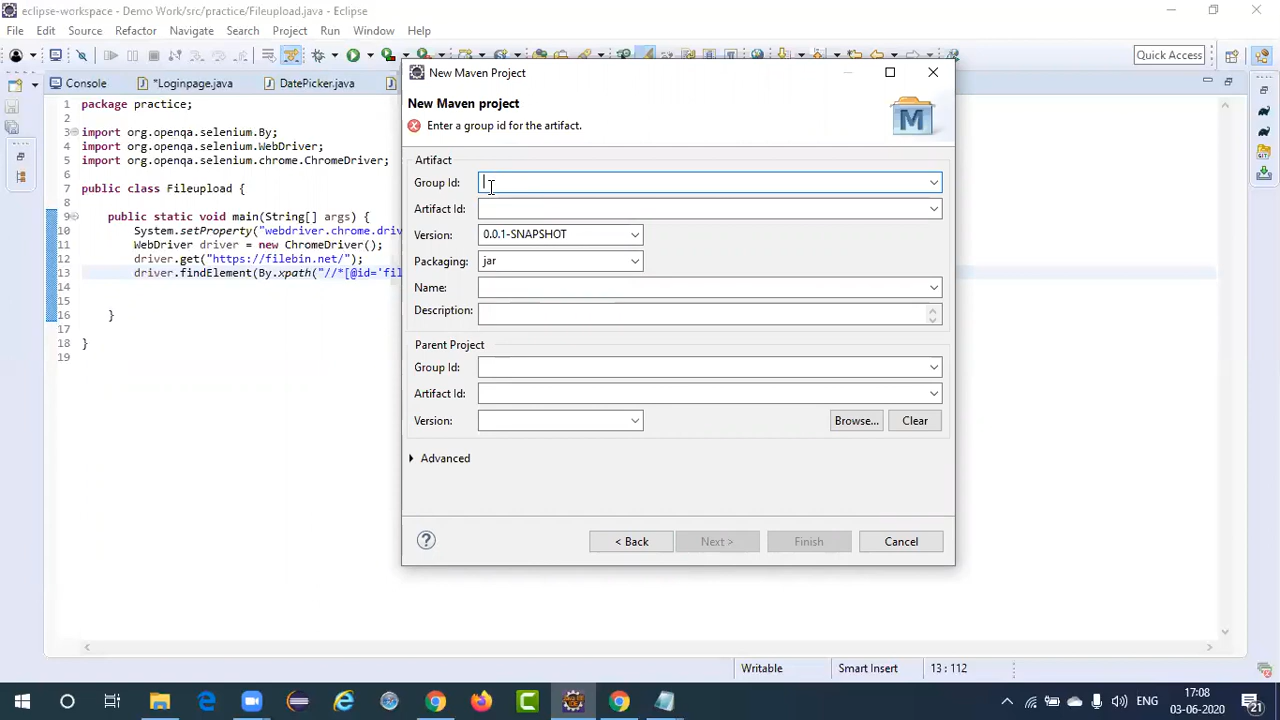 eclipse-workspace - Demo Work/src/practice/Fileupload.java - Eclipse
File Edit Source Refactor Navigate Search Project Run Window Help
Quick Access
Console *Loginpage.java DatePicker.java
1 package practice;
2
3 import org.openqa.selenium.By;
4 import org.openqa.selenium.WebDriver;
5 import org.openqa.selenium.chrome.ChromeDriver;
6
7 public class Fileupload {
8
9 public static void main(String[] args) {
10 System.setProperty("webdriver.chrome.driv
11 WebDriver driver = new ChromeDriver();
12 driver.get("https://filebin.net/");
13 driver.findElement(By.xpath("//*[@id='fil
14
15
16 }
17
18 }
19
New Maven Project
New Maven project
Enter a group id for the artifact.
M
Artifact
Group Id:
Artifact Id:
Version: 0.0.1-SNAPSHOT
Packaging: jar
Name:
Description:
Parent Project
Group Id:
Artifact Id:
Version: Browse... Clear
Advanced
? < Back Next > Finish Cancel
Writable Smart Insert 13 : 112
ENG 17:08 03-06-2020 21